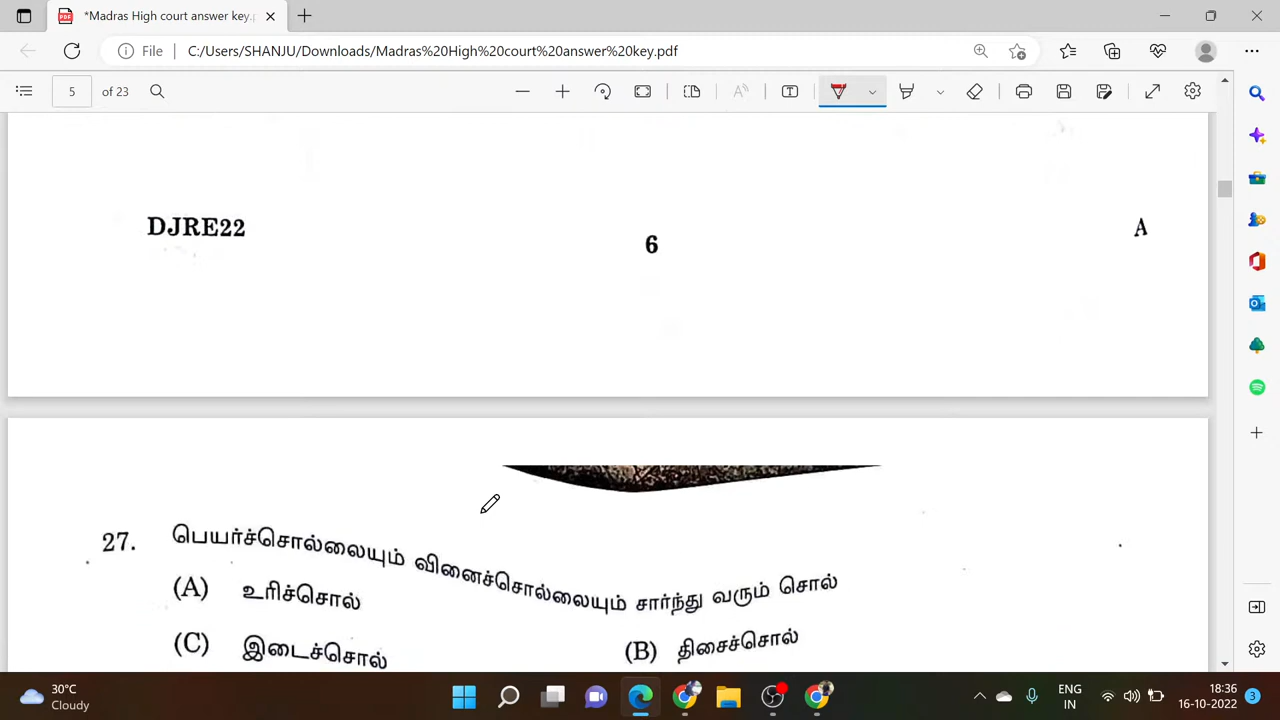 *Madras High court answer key.p
File C:/Users/SHANJU/Downloads/Madras%20High%20court%20answer%20key.pdf
5 of 23
DJRE22 6 A
27. பெயர்ச்சொல்லையும் வினைச்சொல்லையும் சார்ந்து வரும் சொல்
(A) உரிச்சொல் (B) திசைச்சொல்
(C) இடைச்சொல்
30°C
Cloudy
ENG
IN
18:36
16-10-2022
3